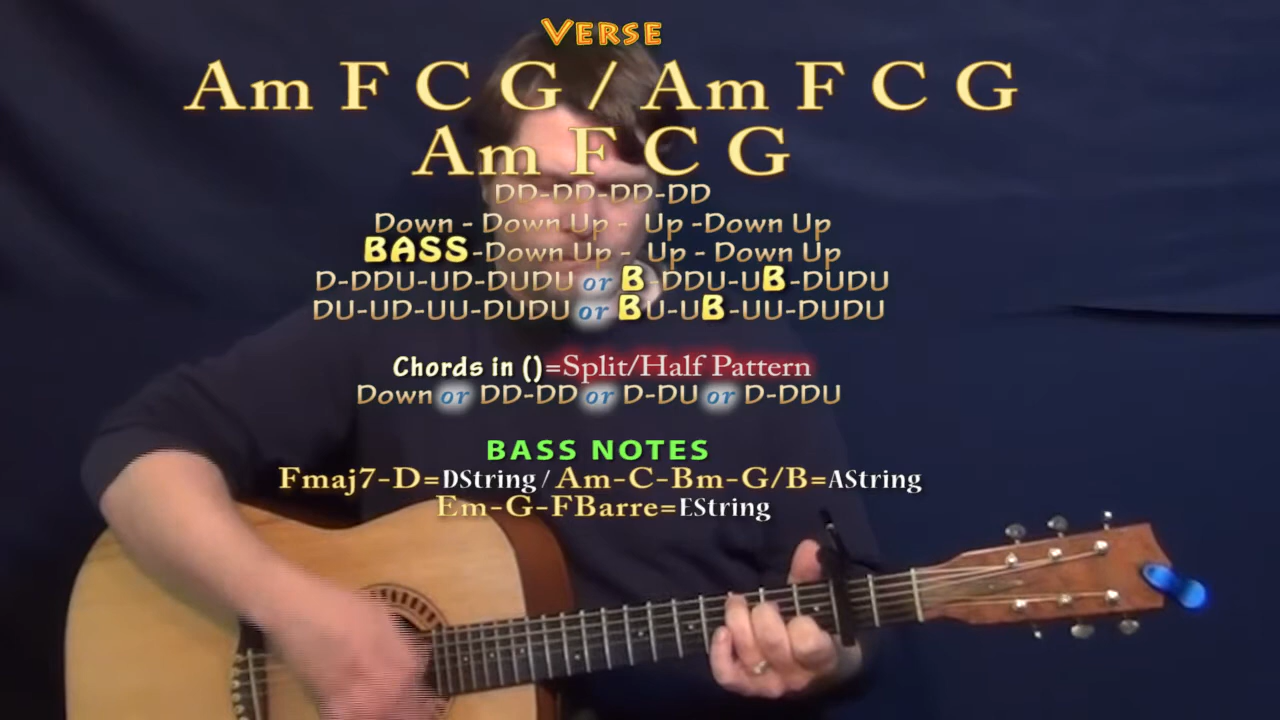 VERSE
Am F C G / Am F C G
Am F C G
DD-DD-DD-DD
Down - Down Up - Up -Down Up
BASS-Down Up - Up - Down Up
D-DDU-UD-DUDU or B-DDU-UB-DUDU
DU-UD-UU-DUDU or BU-UB-UU-DUDU
Chords in ()=Split/Half Pattern
Down or DD-DD or D-DU or D-DDU
BASS NOTES
Fmaj7-D=DString / Am-C-Bm-G/B=AString
Em-G-FBarre=EString